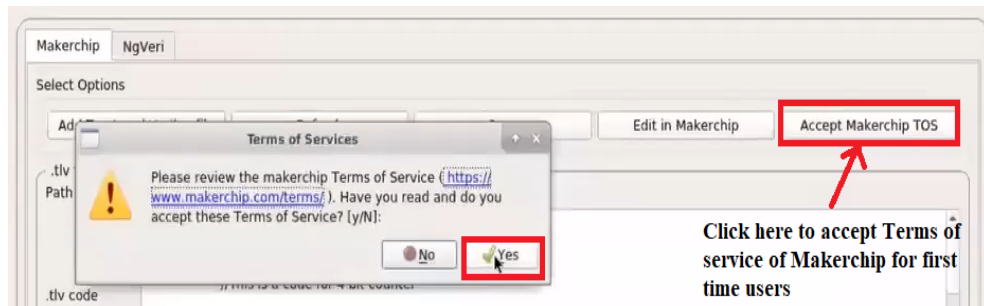 Makerchip NgVeri
Select Options
Edit in Makerchip Accept Makerchip TOS
Terms of Services
.tlv
Path
Please review the makerchip Terms of Service ( https://
www.makerchip.com/terms/ ). Have you read and do you
accept these Terms of Service? [y/N]:
No Yes
Click here to accept Terms of
service of Makerchip for first
time users
.tlv code